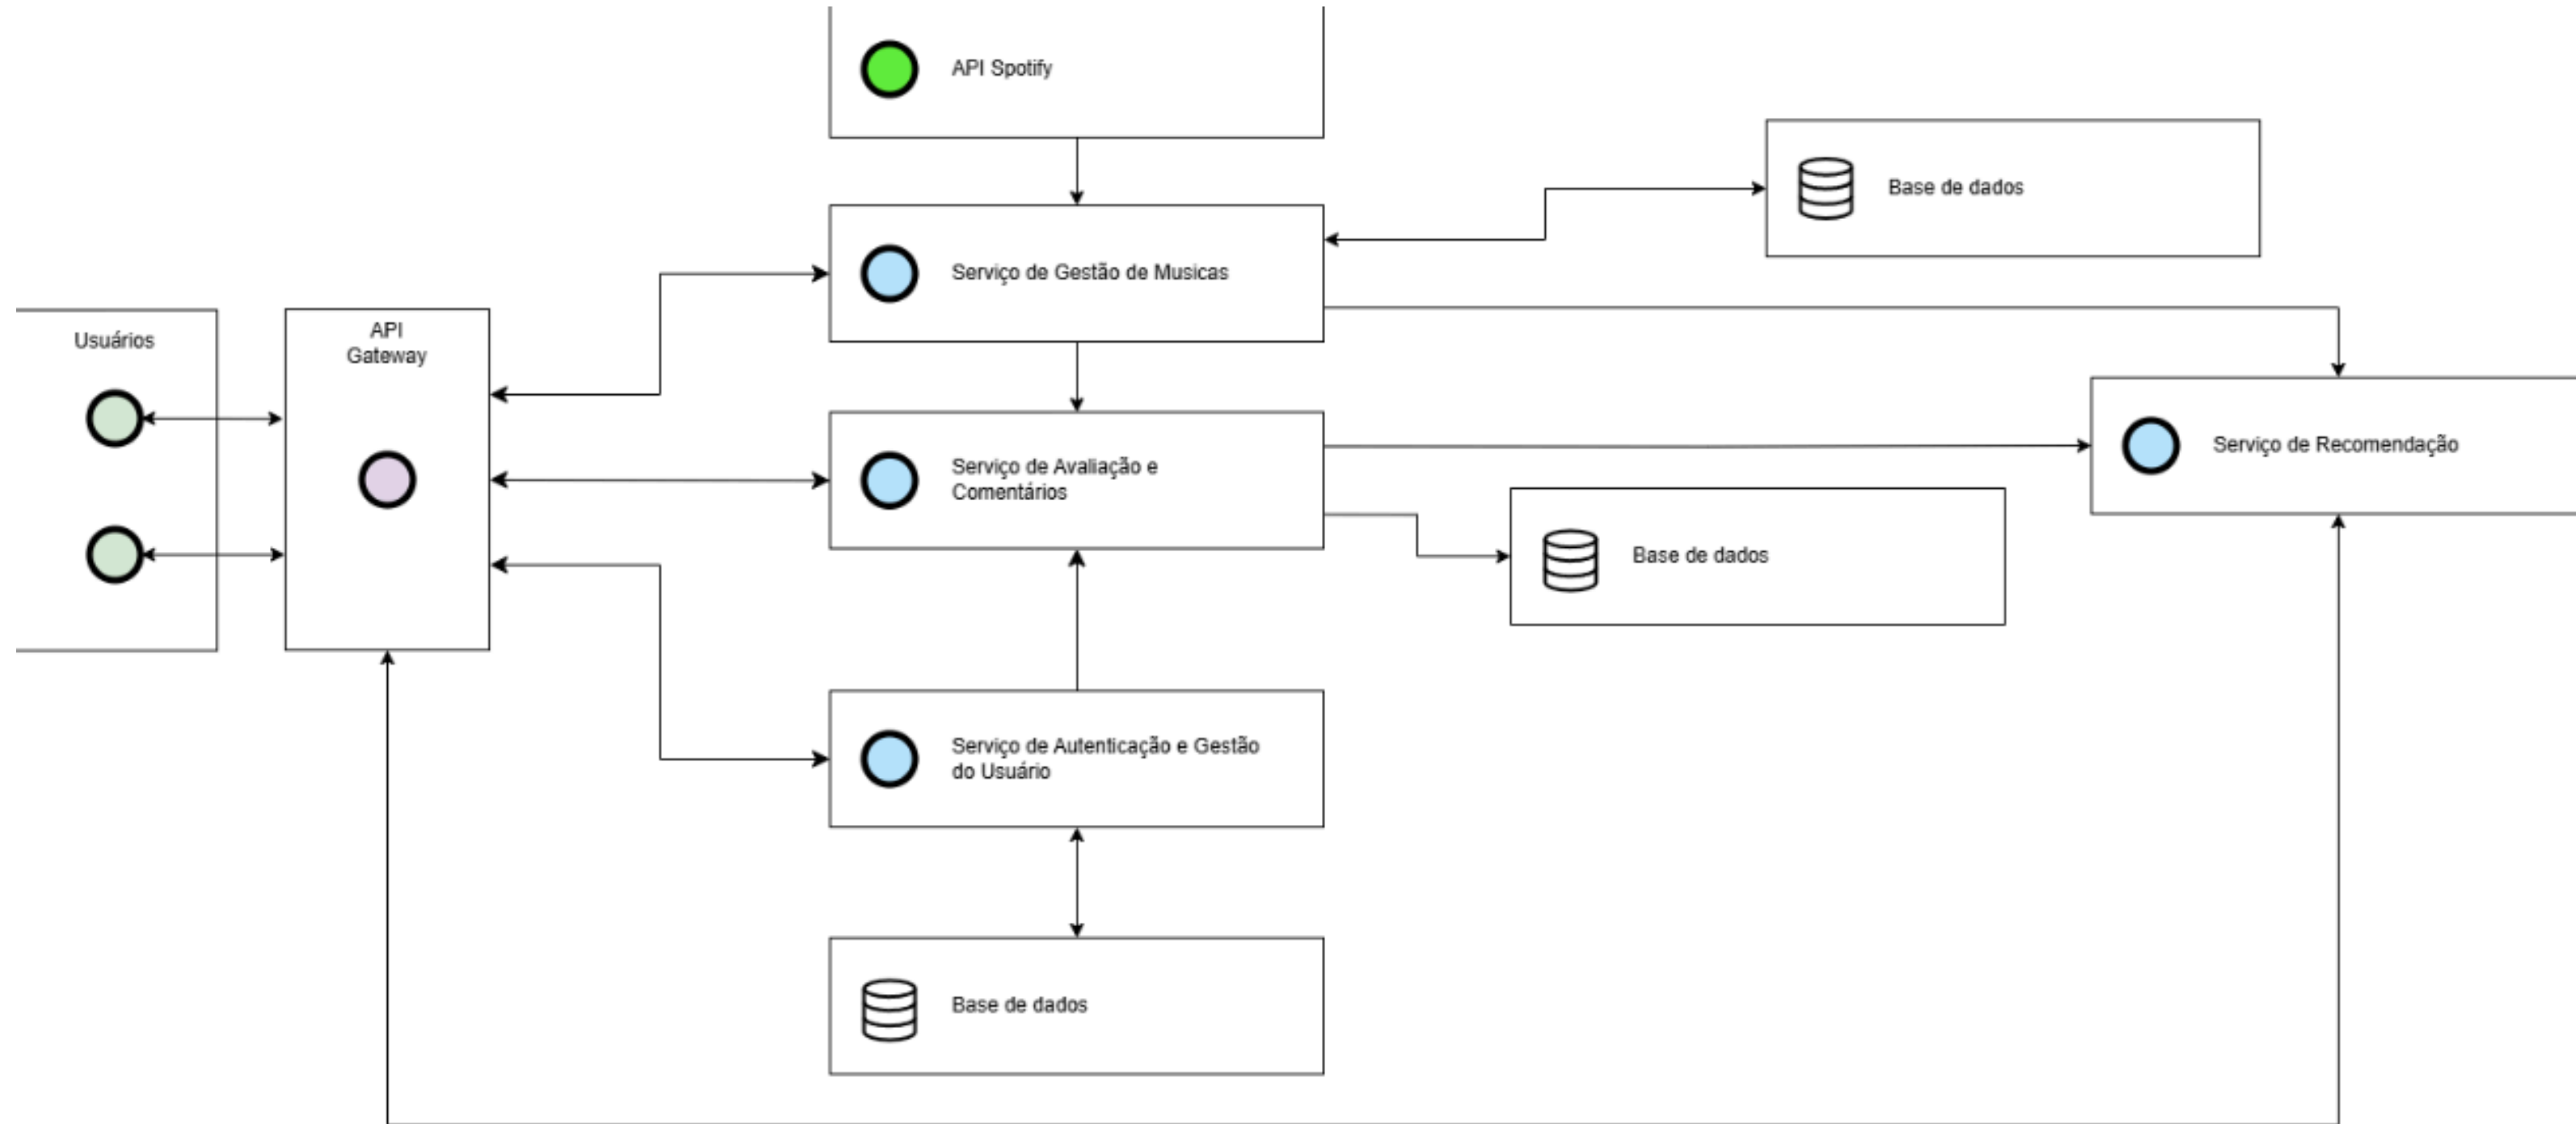 API Spotify
Base de dados
Serviço de Gestão de Musicas
Usuários
API
Gateway
Serviço de Avaliação e
Comentários
Serviço de Recomendação
Base de dados
Serviço de Autenticação e Gestão
do Usuário
Base de dados